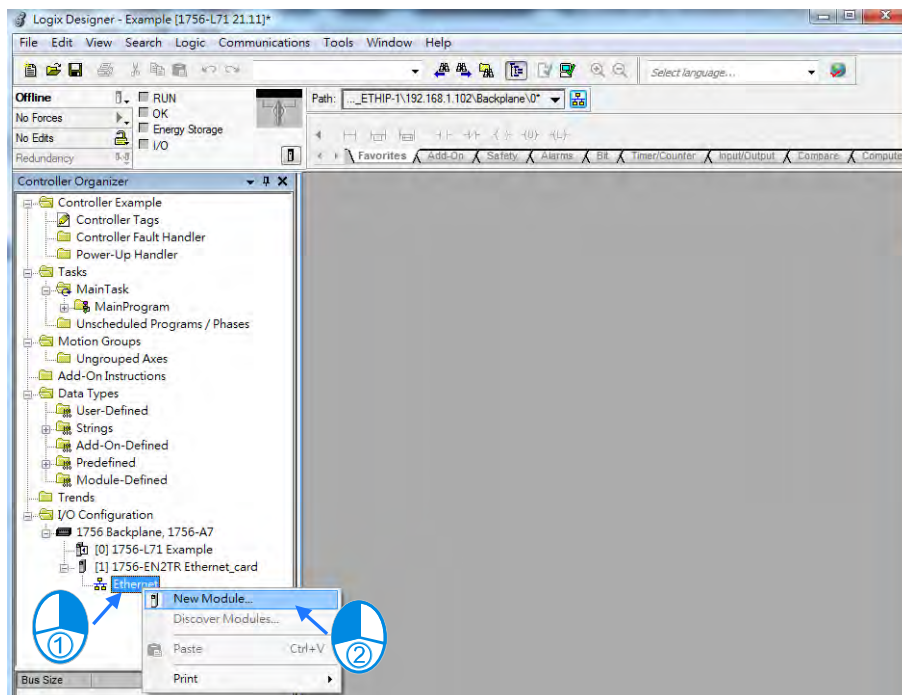 Logix Designer - Example [1756-L71 21.11]*
File Edit View Search Logic Communications Tools Window Help
Select language...
Offline
RUN
No Forces
OK
Energy Storage
No Edits
I/O
Redundancy
Path: ..._ETHIP-1\192.168.1.102\Backplane\0*
Favorites Add-On Safety Alarms Bit Timer/Counter Input/Output Compare Compute
Controller Organizer
Controller Example
Controller Tags
Controller Fault Handler
Power-Up Handler
Tasks
MainTask
MainProgram
Unscheduled Programs / Phases
Motion Groups
Ungrouped Axes
Add-On Instructions
Data Types
User-Defined
Strings
Add-On-Defined
Predefined
Module-Defined
Trends
I/O Configuration
1756 Backplane, 1756-A7
[0] 1756-L71 Example
[1] 1756-EN2TR Ethernet_card
Ethernet
New Module...
Discover Modules...
Paste Ctrl+V
Print
1
2
Bus Size